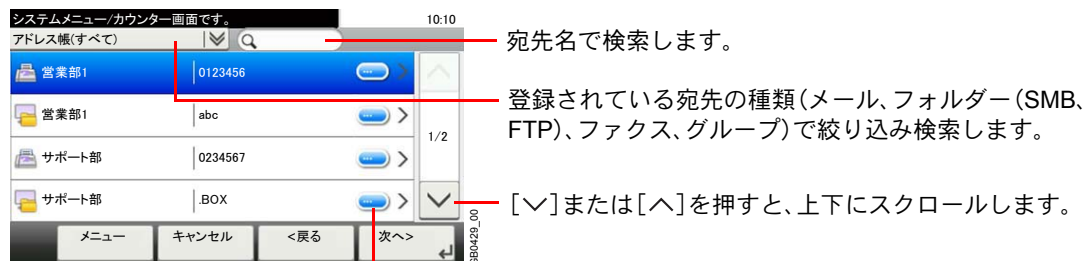 システムメニュー/カウンター画面です。
10:10
アドレス帳(すべて)
宛先名で検索します。
営業部1 0123456
登録されている宛先の種類(メール、フォルダー(SMB、
FTP)、ファクス、グループ)で絞り込み検索します。
営業部1 abc
1/2
サポート部 0234567
サポート部 .BOX
[∨]または[∧]を押すと、上下にスクロールします。
メニュー キャンセル <戻る 次へ>
GB0429_00